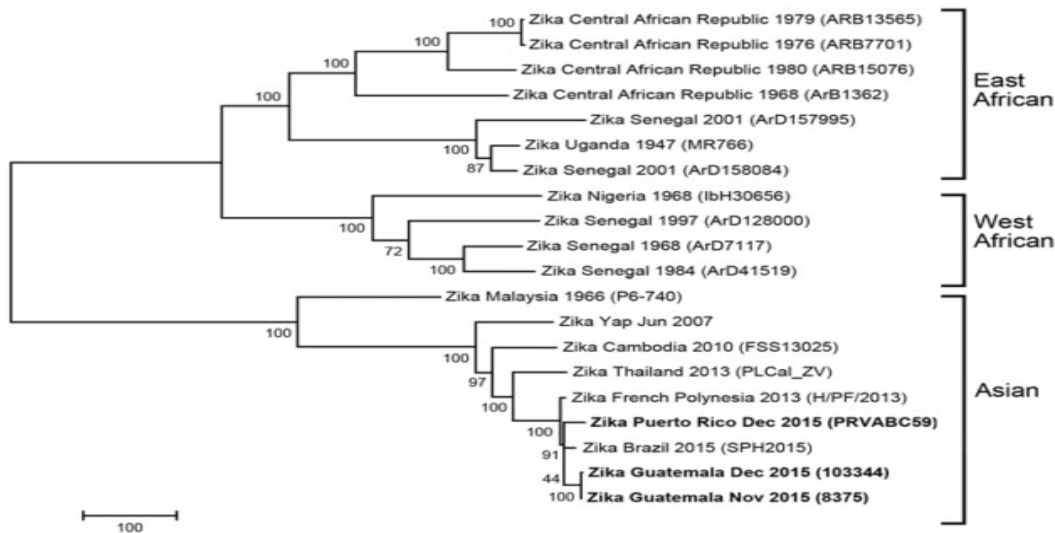 Zika Central African Republic 1979 (ARB13565)
100
Zika Central African Republic 1976 (ARB7701)
100
Zika Central African Republic 1980 (ARB15076)
100
Zika Central African Republic 1968 (ArB1362)
100
East
African
Zika Senegal 2001 (ArD157995)
100
Zika Uganda 1947 (MR766)
87
Zika Senegal 2001 (ArD158084)
Zika Nigeria 1968 (IbH30656)
100
Zika Senegal 1997 (ArD128000)
72
Zika Senegal 1968 (ArD7117)
100
Zika Senegal 1984 (ArD41519)
West
African
Zika Malaysia 1966 (P6-740)
100
Zika Yap Jun 2007
100
Zika Cambodia 2010 (FSS13025)
97
Zika Thailand 2013 (PLCal_ZV)
100
Zika French Polynesia 2013 (H/PF/2013)
100
Zika Puerto Rico Dec 2015 (PRVABC59)
91
Zika Brazil 2015 (SPH2015)
44
Zika Guatemala Dec 2015 (103344)
100
Zika Guatemala Nov 2015 (8375)
Asian
100